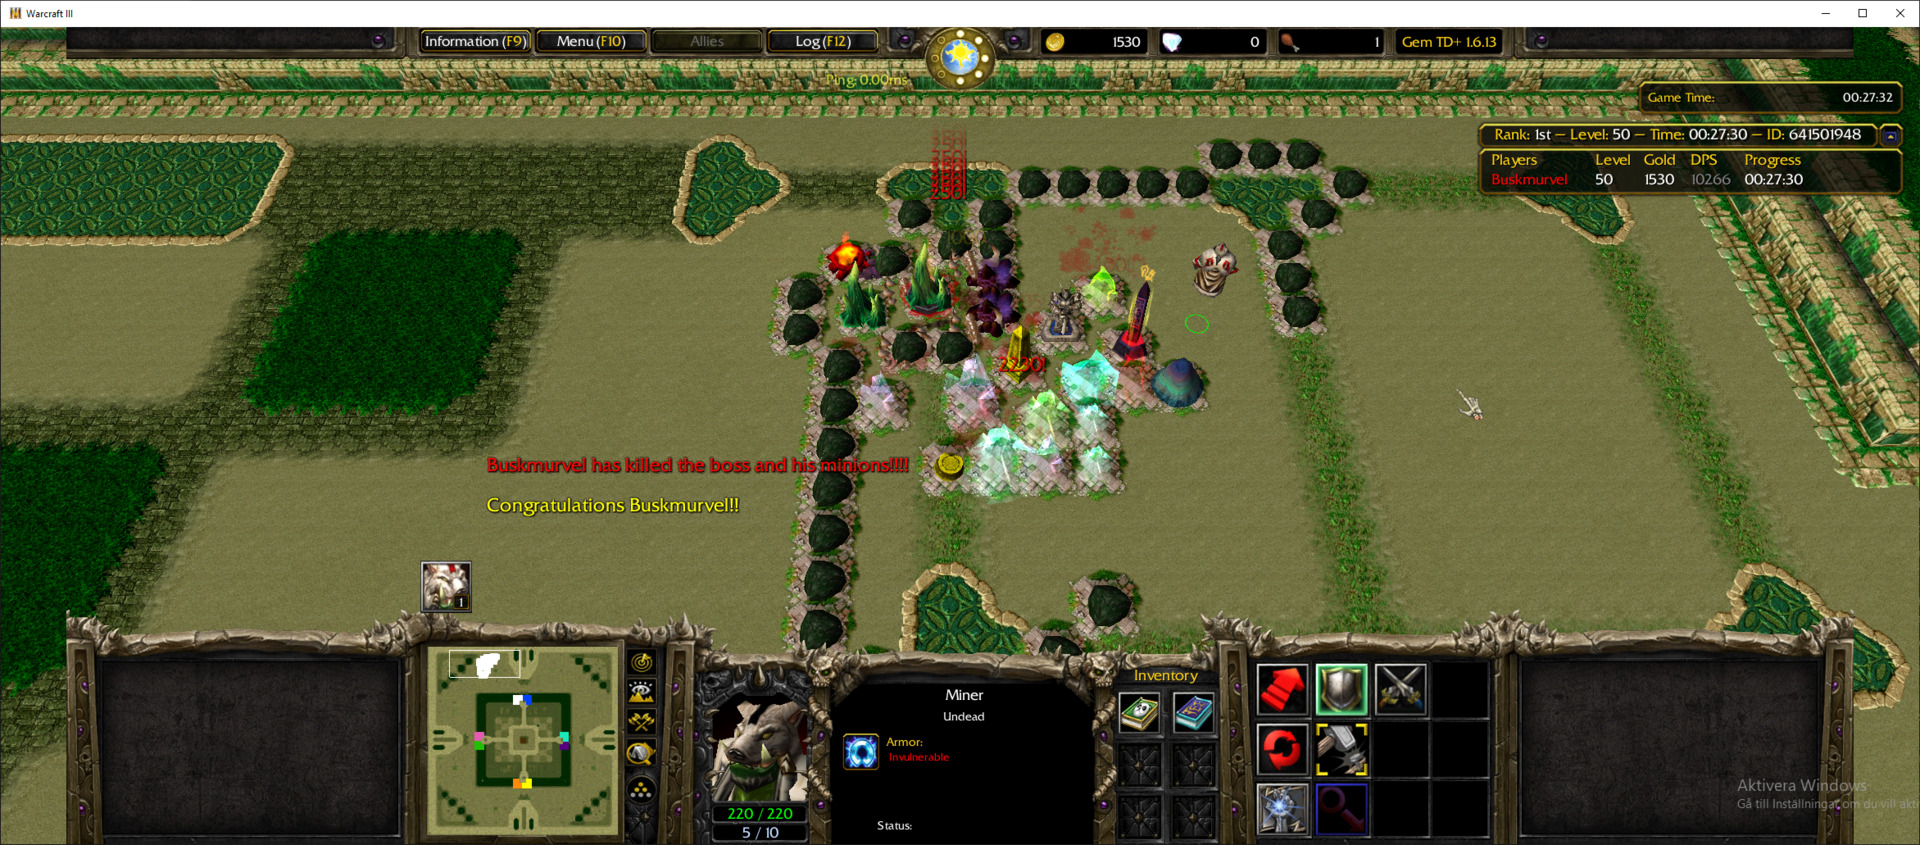 Warcraft III
Information (F9)
Menu (F10)
Allies
Log (F12)
1530
0
1
Gem TD+ 1.6.13
Ping: 0.00ms
Game Time: 00:27:32
Rank: 1st — Level: 50 — Time: 00:27:30 — ID: 641501948
Players Level Gold DPS Progress
Buskmurvel 50 1530 10266 00:27:30
2230!
Buskmurvel has killed the boss and his minions!!!!
Congratulations Buskmurvel!!
1
Miner
Undead
Armor:
Invulnerable
Status:
220 / 220
5 / 10
Inventory
Aktivera Windows
Gå till Inställningar om du vill akti